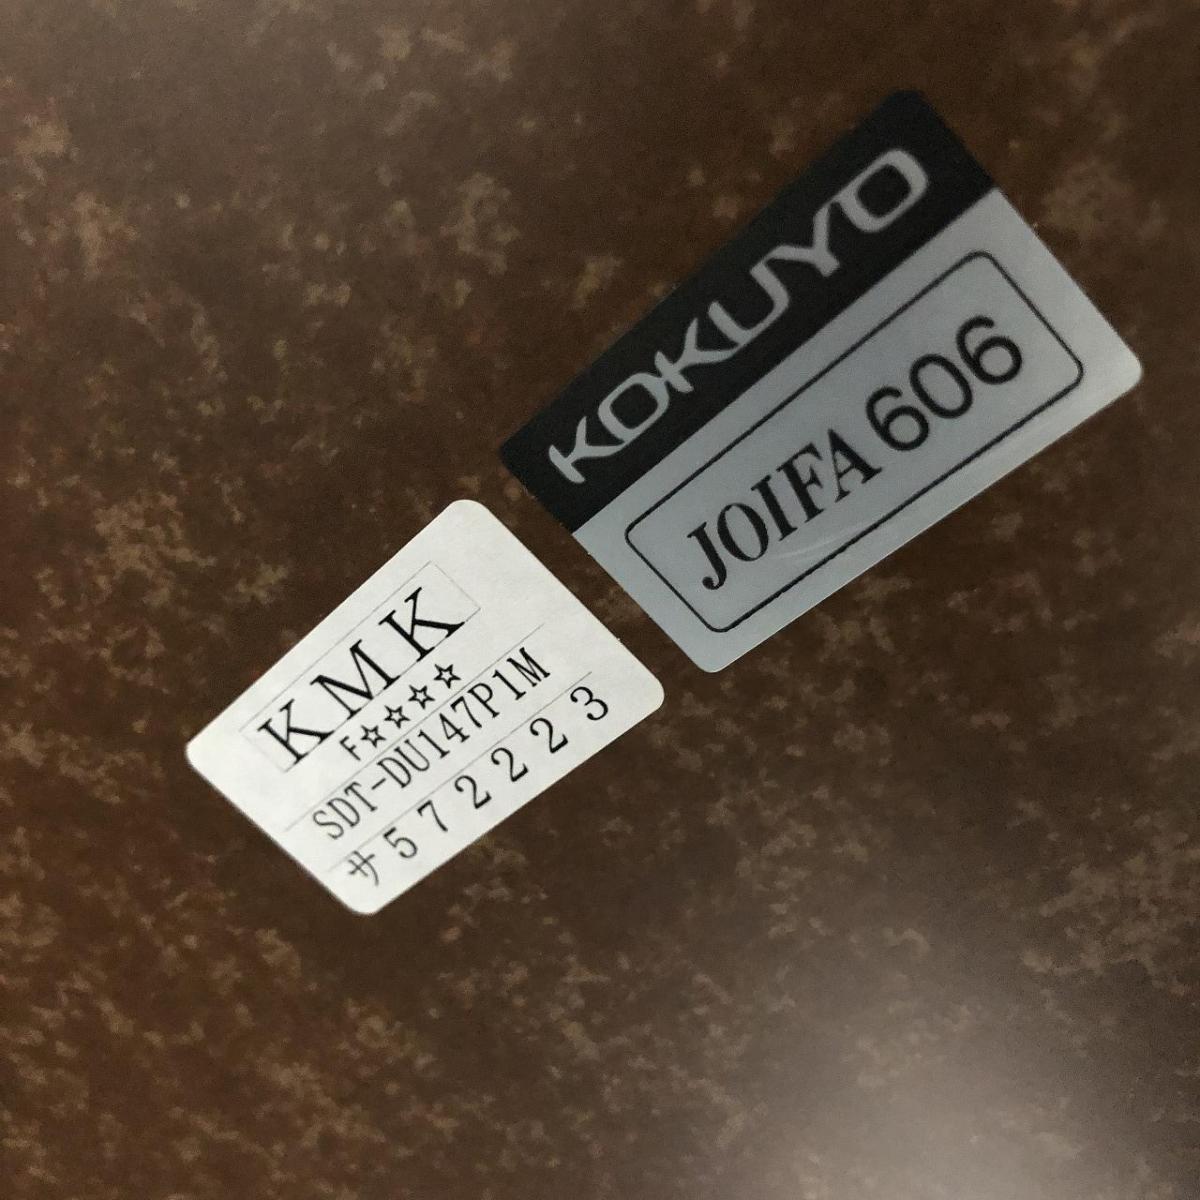 KOKUYO
JOIFA 606
KMK
F☆☆☆☆
SDT-DU147P1M
サ572223